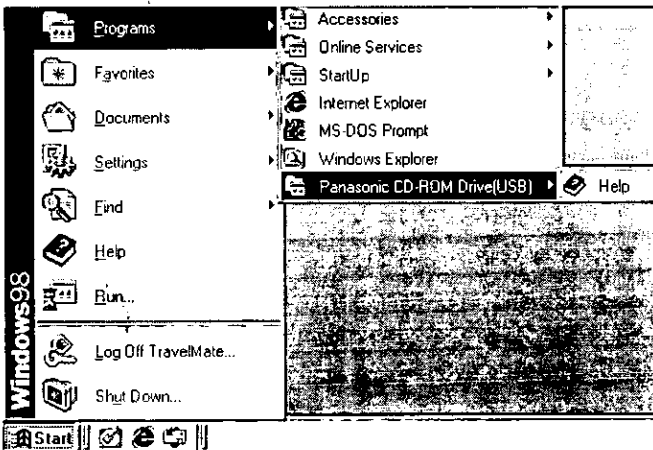 Programs
Favorites
Documents
Settings
Find
Help
Run...
Log Off TravelMate...
Shut Down...
Windows98
Start
Accessories
Online Services
StartUp
Internet Explorer
MS-DOS Prompt
Windows Explorer
Panasonic CD-ROM Drive(USB)
Help